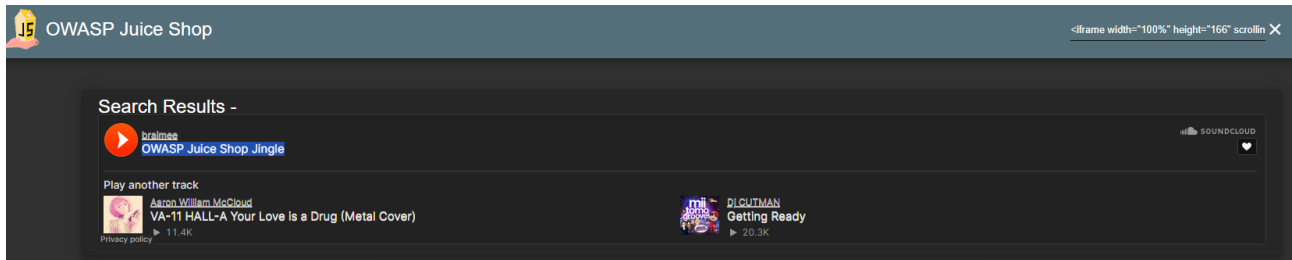 OWASP Juice Shop
<iframe width="100%" height="166" scrollin
Search Results -
braimee
SOUNDCLOUD
OWASP Juice Shop Jingle
Play another track
Aaron William McCloud
VA-11 HALL-A Your Love is a Drug (Metal Cover)
11.4K
Privacy policy
DJ CUTMAN
Getting Ready
20.3K